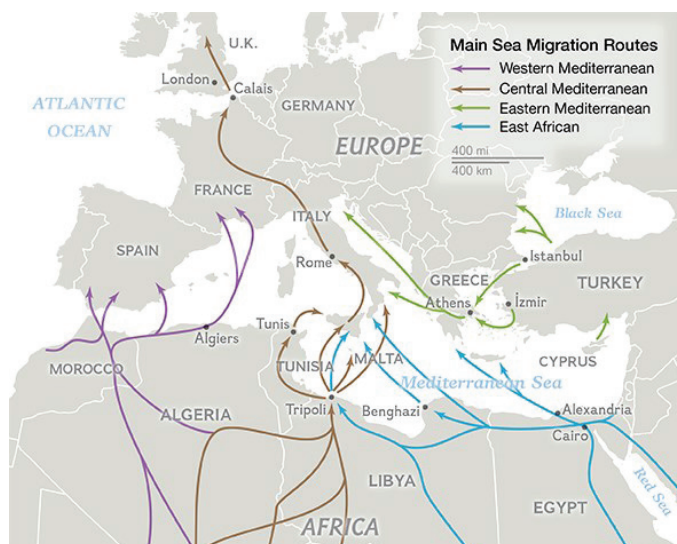 U.K.
London
Calais
ATLANTIC
OCEAN
GERMANY
EUROPE
FRANCE
ITALY
SPAIN
Rome
Black Sea
Istanbul
GREECE
TURKEY
Athens
İzmir
Tunis
Algiers
MOROCCO
TUNISIA
MALTA
CYPRUS
Mediterranean Sea
ALGERIA
Tripoli
Benghazi
Alexandria
Cairo
LIBYA
EGYPT
Red Sea
AFRICA
Main Sea Migration Routes
Western Mediterranean
Central Mediterranean
Eastern Mediterranean
East African
400 mi
400 km